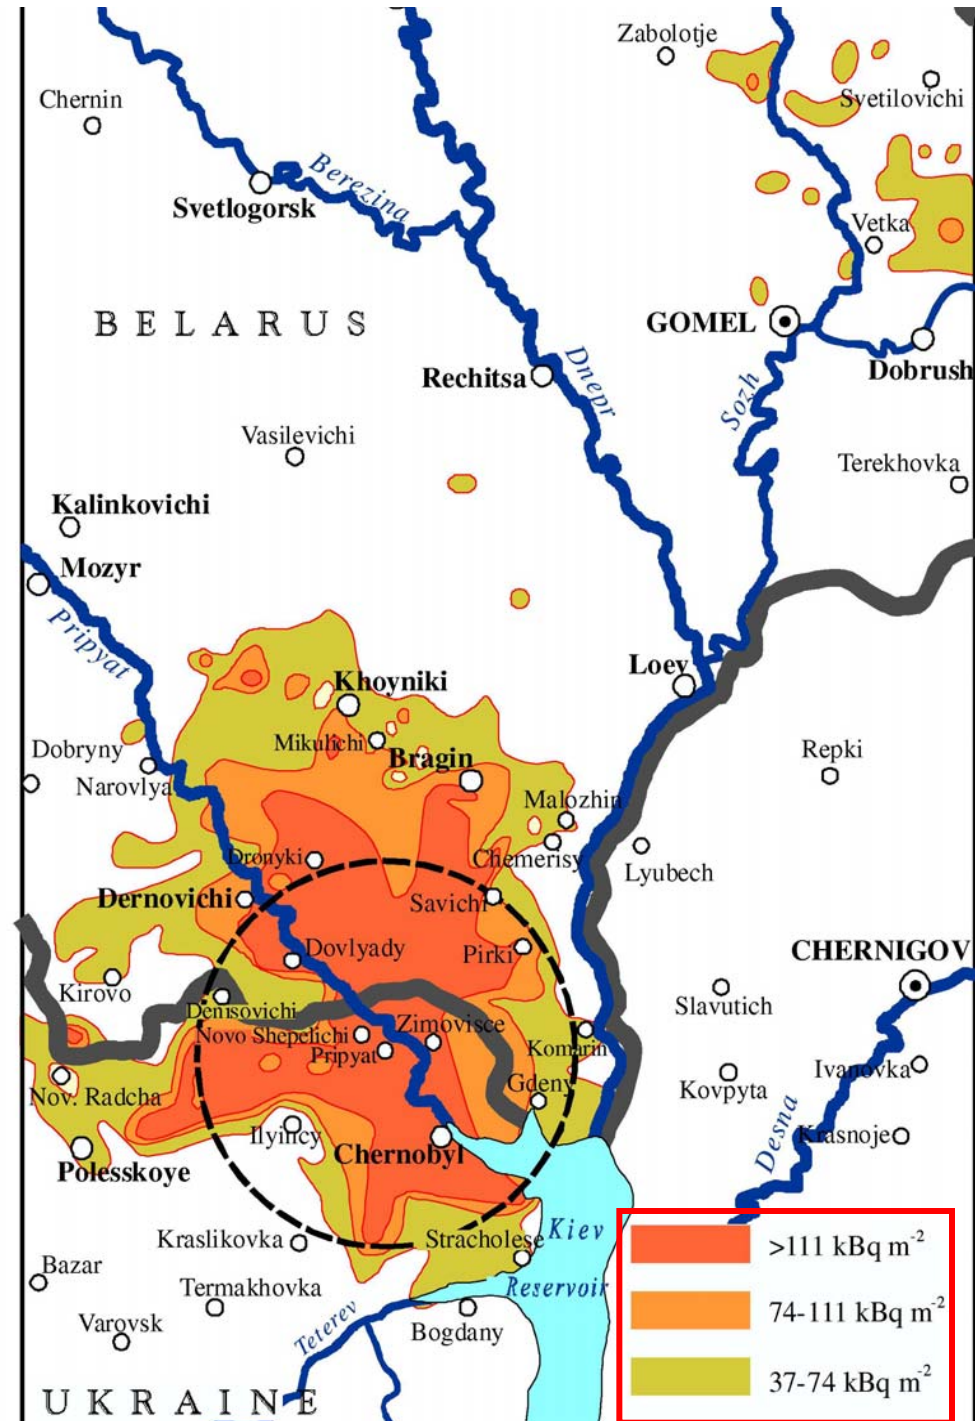 Zabolotje
Chernin
Svetilovichi
Berezina
Svetlogorsk
Vetka
BELARUS
GOMEL
Dobrush
Rechitsa
Dnepr
Sozh
Vasilevichi
Terekhovka
Kalinkovichi
Mozyr
Pripyat
Loev
Khoyniki
Mikulichi
Dobryny
Bragin
Repki
Narovlya
Malozhin
Dronyki
Chemerisy
Lyubech
Dernovichi
Savichi
Dovlyady
Pirki
CHERNIGOV
Kirovo
Denisovichi
Slavutich
Novo Shepelichi
Zimovisce
Pripyat
Komarin
Nov. Radcha
Gdeny
Kovpyta
Ivanovka
Ilyincy
Chernobyl
Desna
Krasnoje
Polesskoye
Kraslikovka
Stracholese
Kiev
Reservoir
>111 kBq m-2
Bazar
Termakhovka
74-111 kBq m-2
Varovsk
Teterev
Bogdany
37-74 kBq m-2
UKRAINE